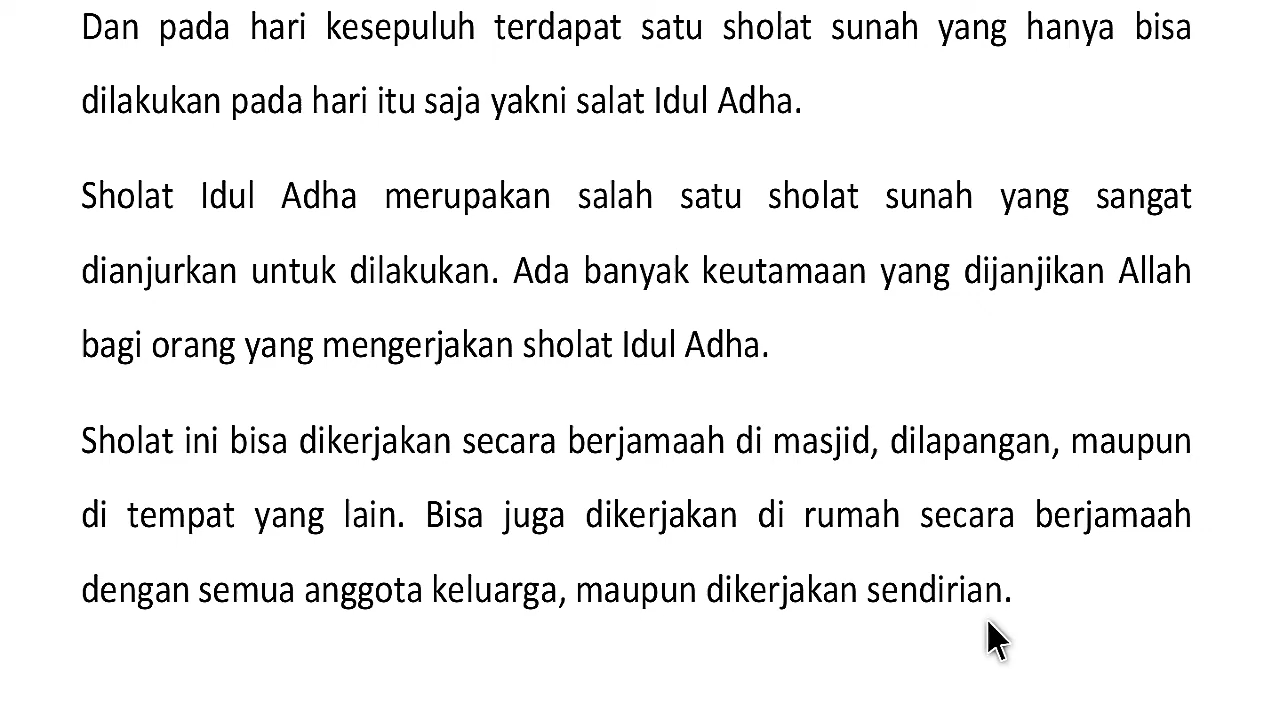 Dan pada hari kesepuluh terdapat satu sholat sunah yang hanya bisa
dilakukan pada hari itu saja yakni salat Idul Adha.
Sholat Idul Adha merupakan salah satu sholat sunah yang sangat
dianjurkan untuk dilakukan. Ada banyak keutamaan yang dijanjikan Allah
bagi orang yang mengerjakan sholat Idul Adha.
Sholat ini bisa dikerjakan secara berjamaah di masjid, dilapangan, maupun
di tempat yang lain. Bisa juga dikerjakan di rumah secara berjamaah
dengan semua anggota keluarga, maupun dikerjakan sendirian.